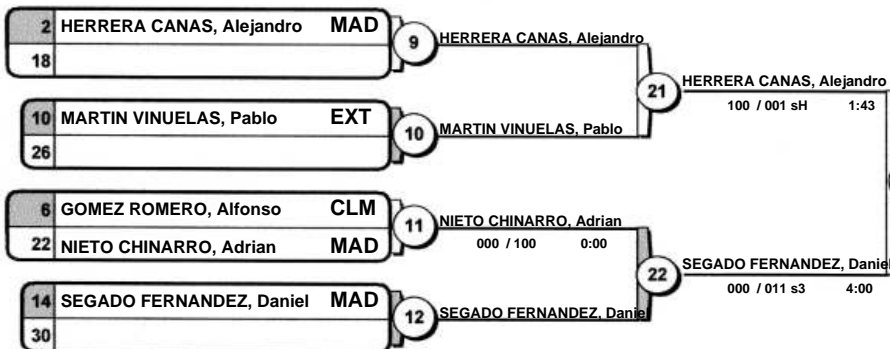 2 HERRERA CANAS, Alejandro MAD
18
9
HERRERA CANAS, Alejandro
10 MARTIN VINUELAS, Pablo EXT
26
10
MARTIN VINUELAS, Pablo
21
HERRERA CANAS, Alejandro
100 / 001 sH 1:43
6 GOMEZ ROMERO, Alfonso CLM
22 NIETO CHINARRO, Adrian MAD
11
NIETO CHINARRO, Adrian
000 / 100 0:00
14 SEGADO FERNANDEZ, Daniel MAD
30
12
SEGADO FERNANDEZ, Daniel
22
SEGADO FERNANDEZ, Daniel
000 / 011 s3 4:00